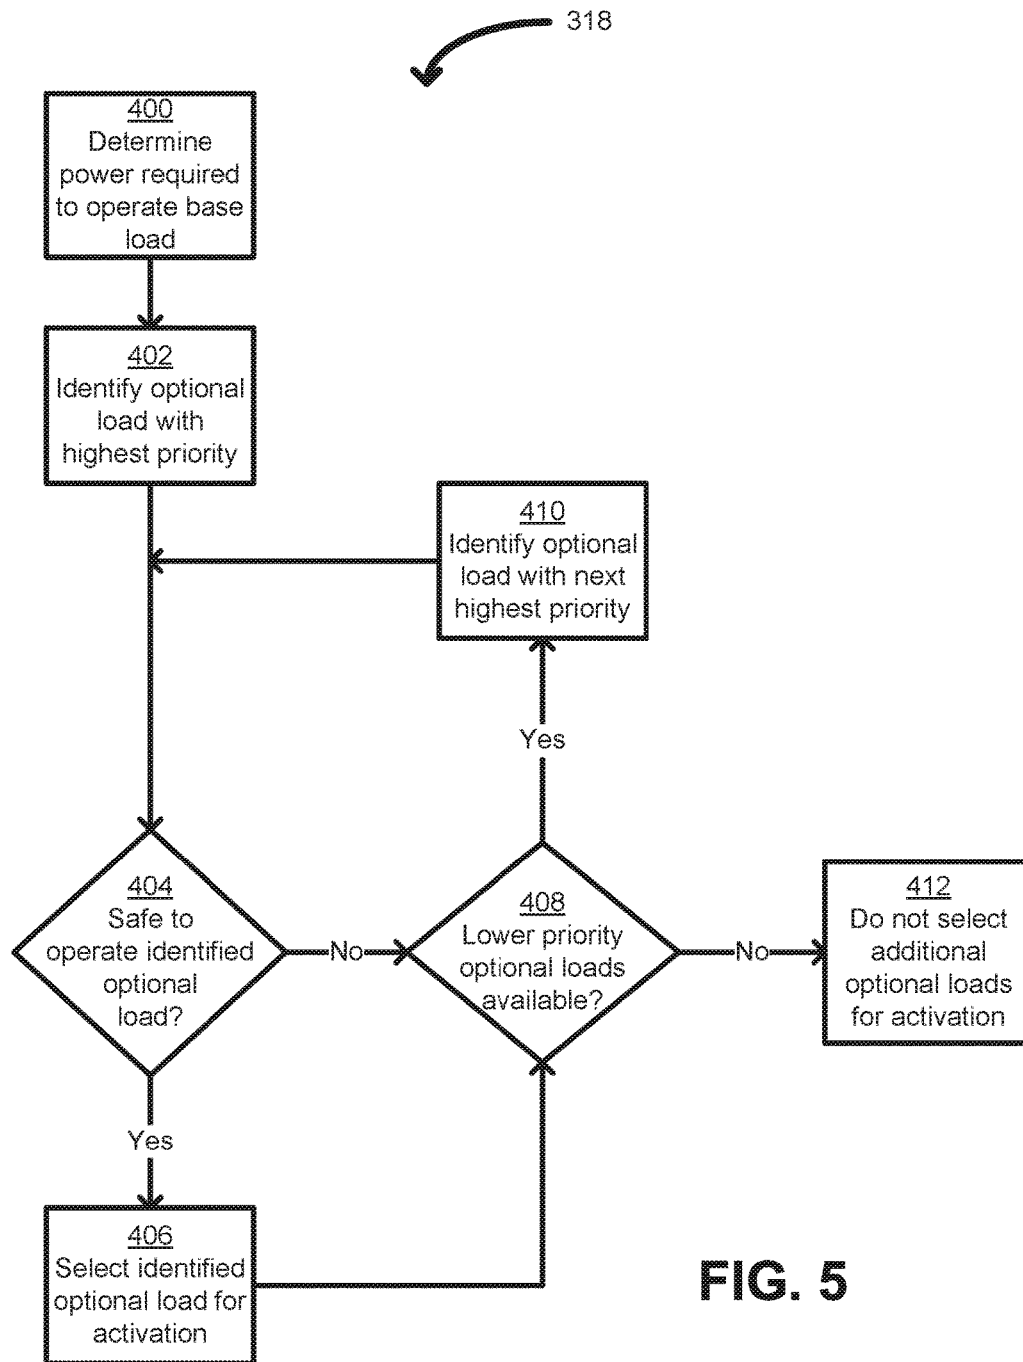 318
400
Determine
power required
to operate base
load
402
Identify optional
load with
highest priority
410
Identify optional
load with next
highest priority
Yes
404
Safe to
operate identified
optional
load?
No
408
Lower priority
optional loads
available?
No
412
Do not select
additional
optional loads
for activation
Yes
406
Select identified
optional load for
activation
FIG. 5